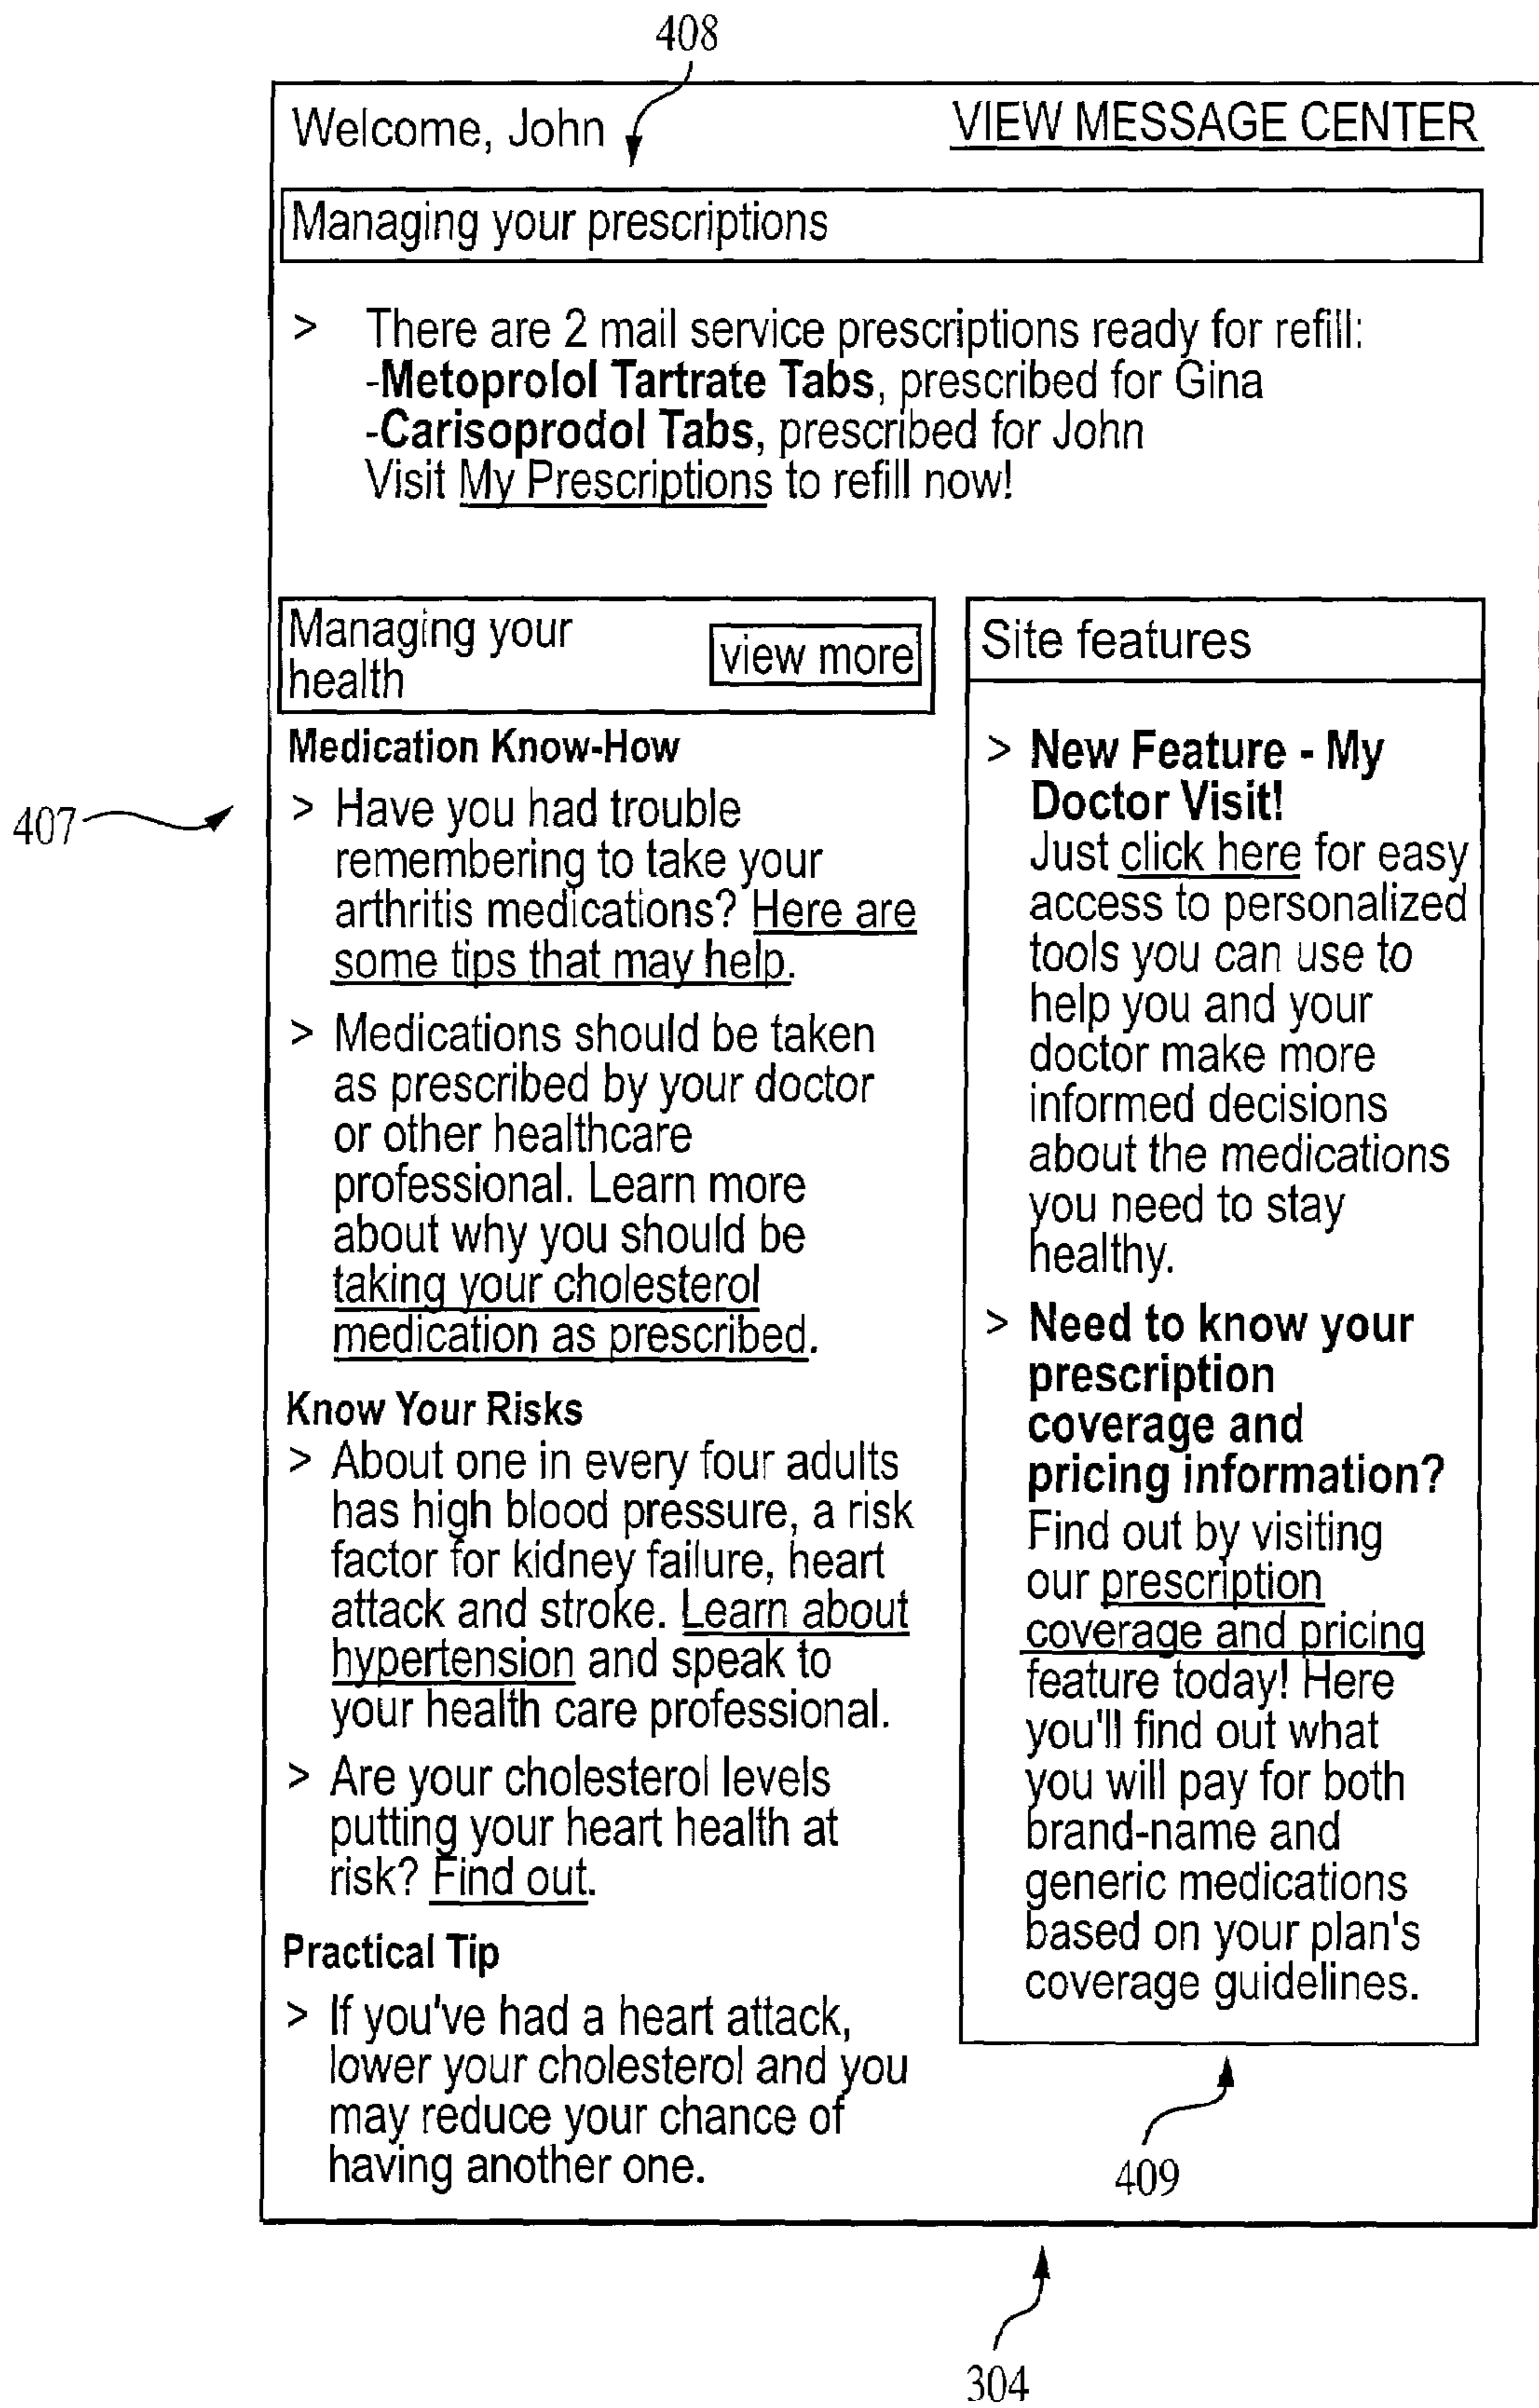 408
Welcome, John
VIEW MESSAGE CENTER
Managing your prescriptions
> There are 2 mail service prescriptions ready for refill:
-Metoprolol Tartrate Tabs, prescribed for Gina
-Carisoprodol Tabs, prescribed for John
Visit My Prescriptions to refill now!
Managing your
health
view more
Medication Know-How
407
> Have you had trouble
remembering to take your
arthritis medications? Here are
some tips that may help.
> Medications should be taken
as prescribed by your doctor
or other healthcare
professional. Learn more
about why you should be
taking your cholesterol
medication as prescribed.
Know Your Risks
> About one in every four adults
has high blood pressure, a risk
factor for kidney failure, heart
attack and stroke. Learn about
hypertension and speak to
your health care professional.
> Are your cholesterol levels
putting your heart health at
risk? Find out.
Practical Tip
> If you've had a heart attack,
lower your cholesterol and you
may reduce your chance of
having another one.
Site features
> New Feature - My
Doctor Visit!
Just click here for easy
access to personalized
tools you can use to
help you and your
doctor make more
informed decisions
about the medications
you need to stay
healthy.
> Need to know your
prescription
coverage and
pricing information?
Find out by visiting
our prescription
coverage and pricing
feature today! Here
you'll find out what
you will pay for both
brand-name and
generic medications
based on your plan's
coverage guidelines.
409
304